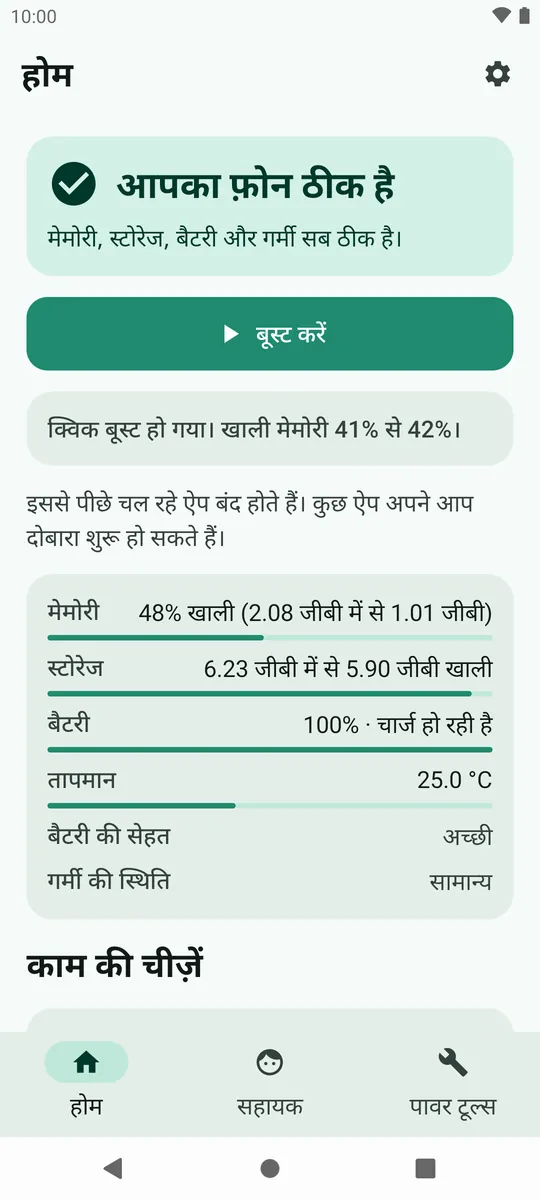 10:00
होम
आपका फ़ोन ठीक है
मेमोरी, स्टोरेज, बैटरी और गर्मी सब ठीक है।
बूस्ट करें
क्विक बूस्ट हो गया। खाली मेमोरी 41% से 42%।
इससे पीछे चल रहे ऐप बंद होते हैं। कुछ ऐप अपने आप
दोबारा शुरू हो सकते हैं।
मेमोरी 48% खाली (2.08 जीबी में से 1.01 जीबी)
स्टोरेज 6.23 जीबी में से 5.90 जीबी खाली
बैटरी 100% · चार्ज हो रही है
तापमान 25.0 °C
बैटरी की सेहत अच्छी
गर्मी की स्थिति सामान्य
काम की चीज़ें
होम सहायक पावर टूल्स